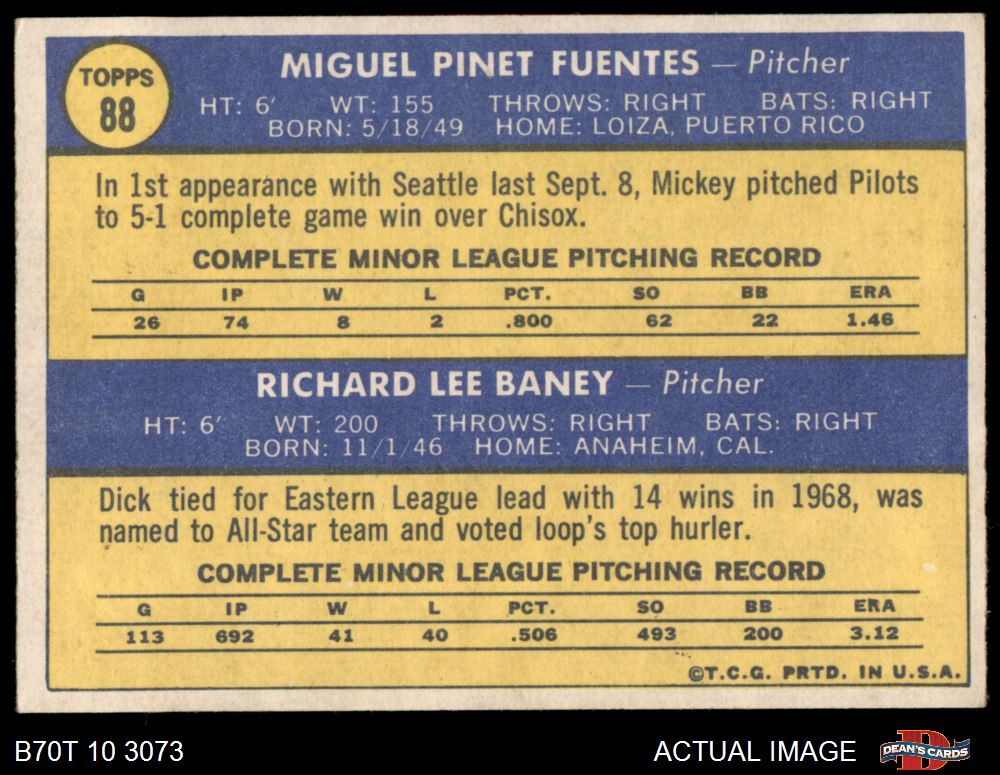 TOPPS
88
MIGUEL PINET FUENTES — Pitcher
HT: 6' WT: 155 THROWS: RIGHT BATS: RIGHT
BORN: 5/18/49 HOME: LOIZA, PUERTO RICO
In 1st appearance with Seattle last Sept. 8, Mickey pitched Pilots
to 5-1 complete game win over Chisox.
COMPLETE MINOR LEAGUE PITCHING RECORD
G IP W L PCT. SO BB ERA
26 74 8 2 .800 62 22 1.46
RICHARD LEE BANEY — Pitcher
HT: 6' WT: 200 THROWS: RIGHT BATS: RIGHT
BORN: 11/1/46 HOME: ANAHEIM, CAL.
Dick tied for Eastern League lead with 14 wins in 1968, was
named to All-Star team and voted loop's top hurler.
COMPLETE MINOR LEAGUE PITCHING RECORD
G IP W L PCT. SO BB ERA
113 692 41 40 .506 493 200 3.12
©T.C.G. PRTD. IN U.S.A.
B70T 10 3073 ACTUAL IMAGE DEAN'S CARDS